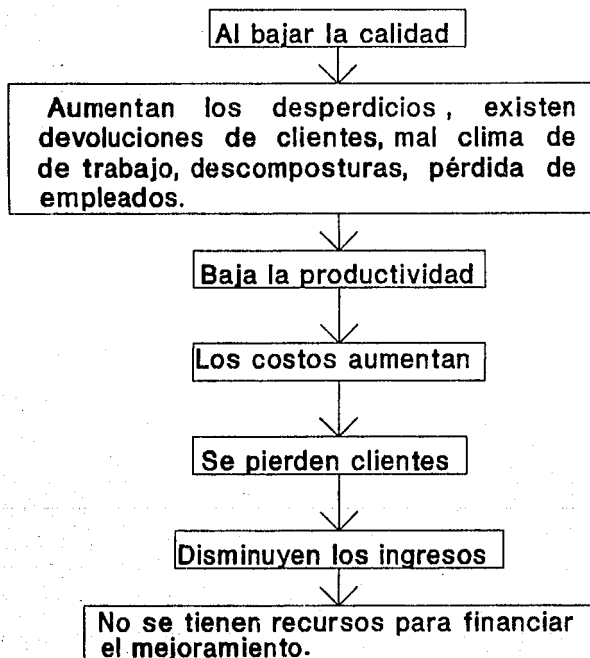 Al bajar la calidad
Aumentan los desperdicios , existen
devoluciones de clientes, mal clima de
de trabajo, descomposturas, pérdida de
empleados.
Baja la productividad
Los costos aumentan
Se pierden clientes
Disminuyen los ingresos
No se tienen recursos para financiar
el mejoramiento.